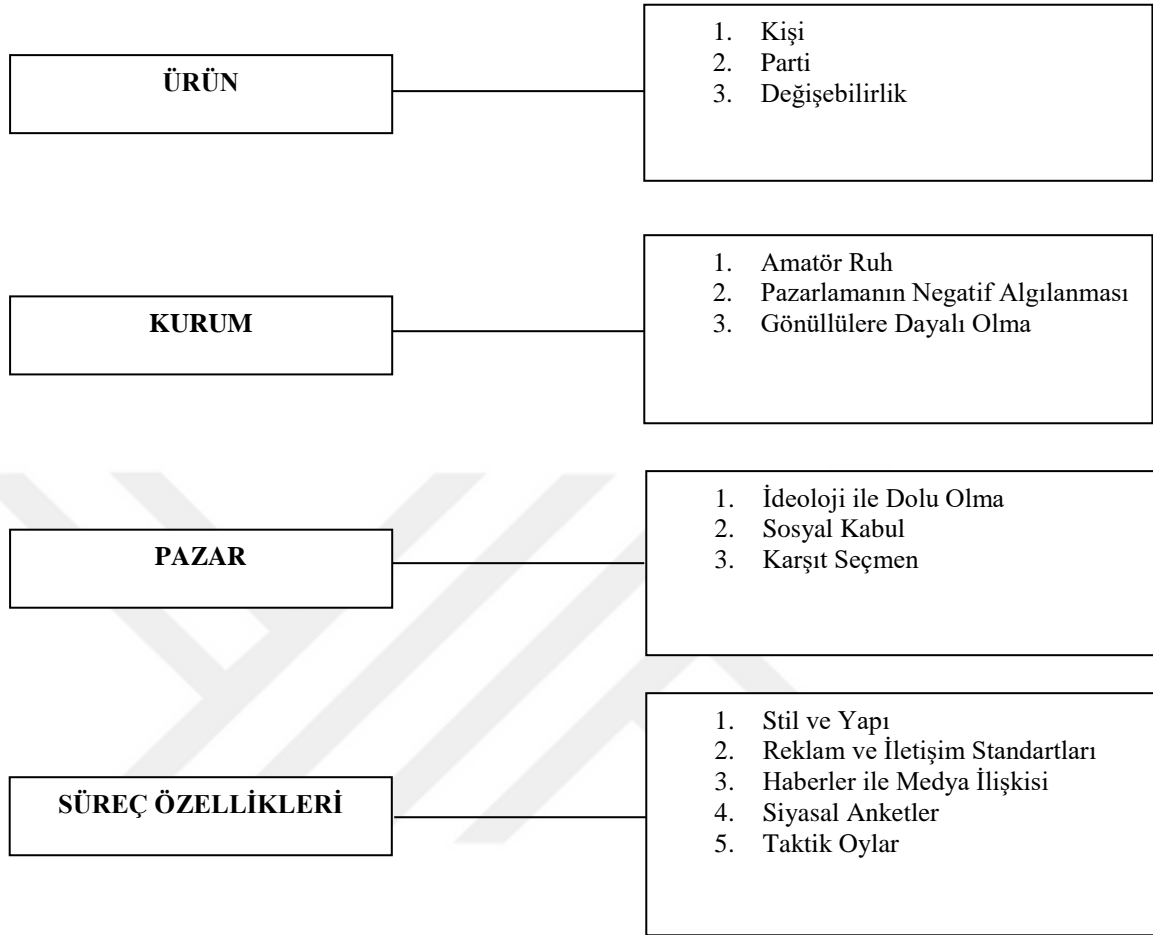 ÜRÜN
1. Kişi
2. Parti
3. Değişebilirlik
KURUM
1. Amatör Ruh
2. Pazarlamanın Negatif Algılanması
3. Gönüllülere Dayalı Olma
PAZAR
1. İdeoloji ile Dolu Olma
2. Sosyal Kabul
3. Karşıt Seçmen
SÜREÇ ÖZELLİKLERİ
1. Stil ve Yapı
2. Reklam ve İletişim Standartları
3. Haberler ile Medya İlişkisi
4. Siyasal Anketler
5. Taktik Oylar